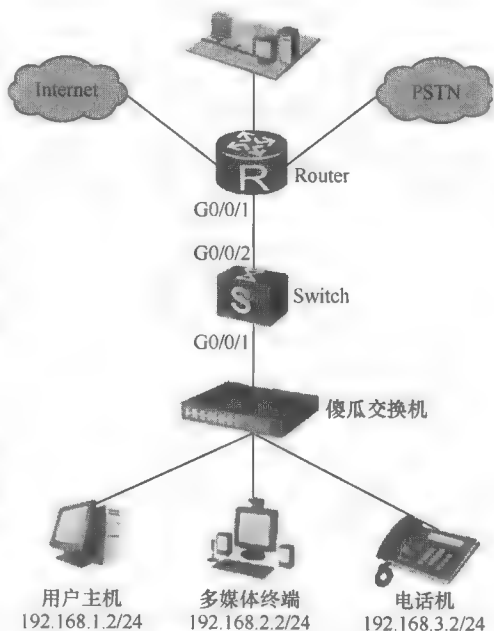 Internet
PSTN
R
Router
G0/0/1
G0/0/2
S
Switch
G0/0/1
傻瓜交换机
用户主机
192.168.1.2/24
多媒体终端
192.168.2.2/24
电话机
192.168.3.2/24